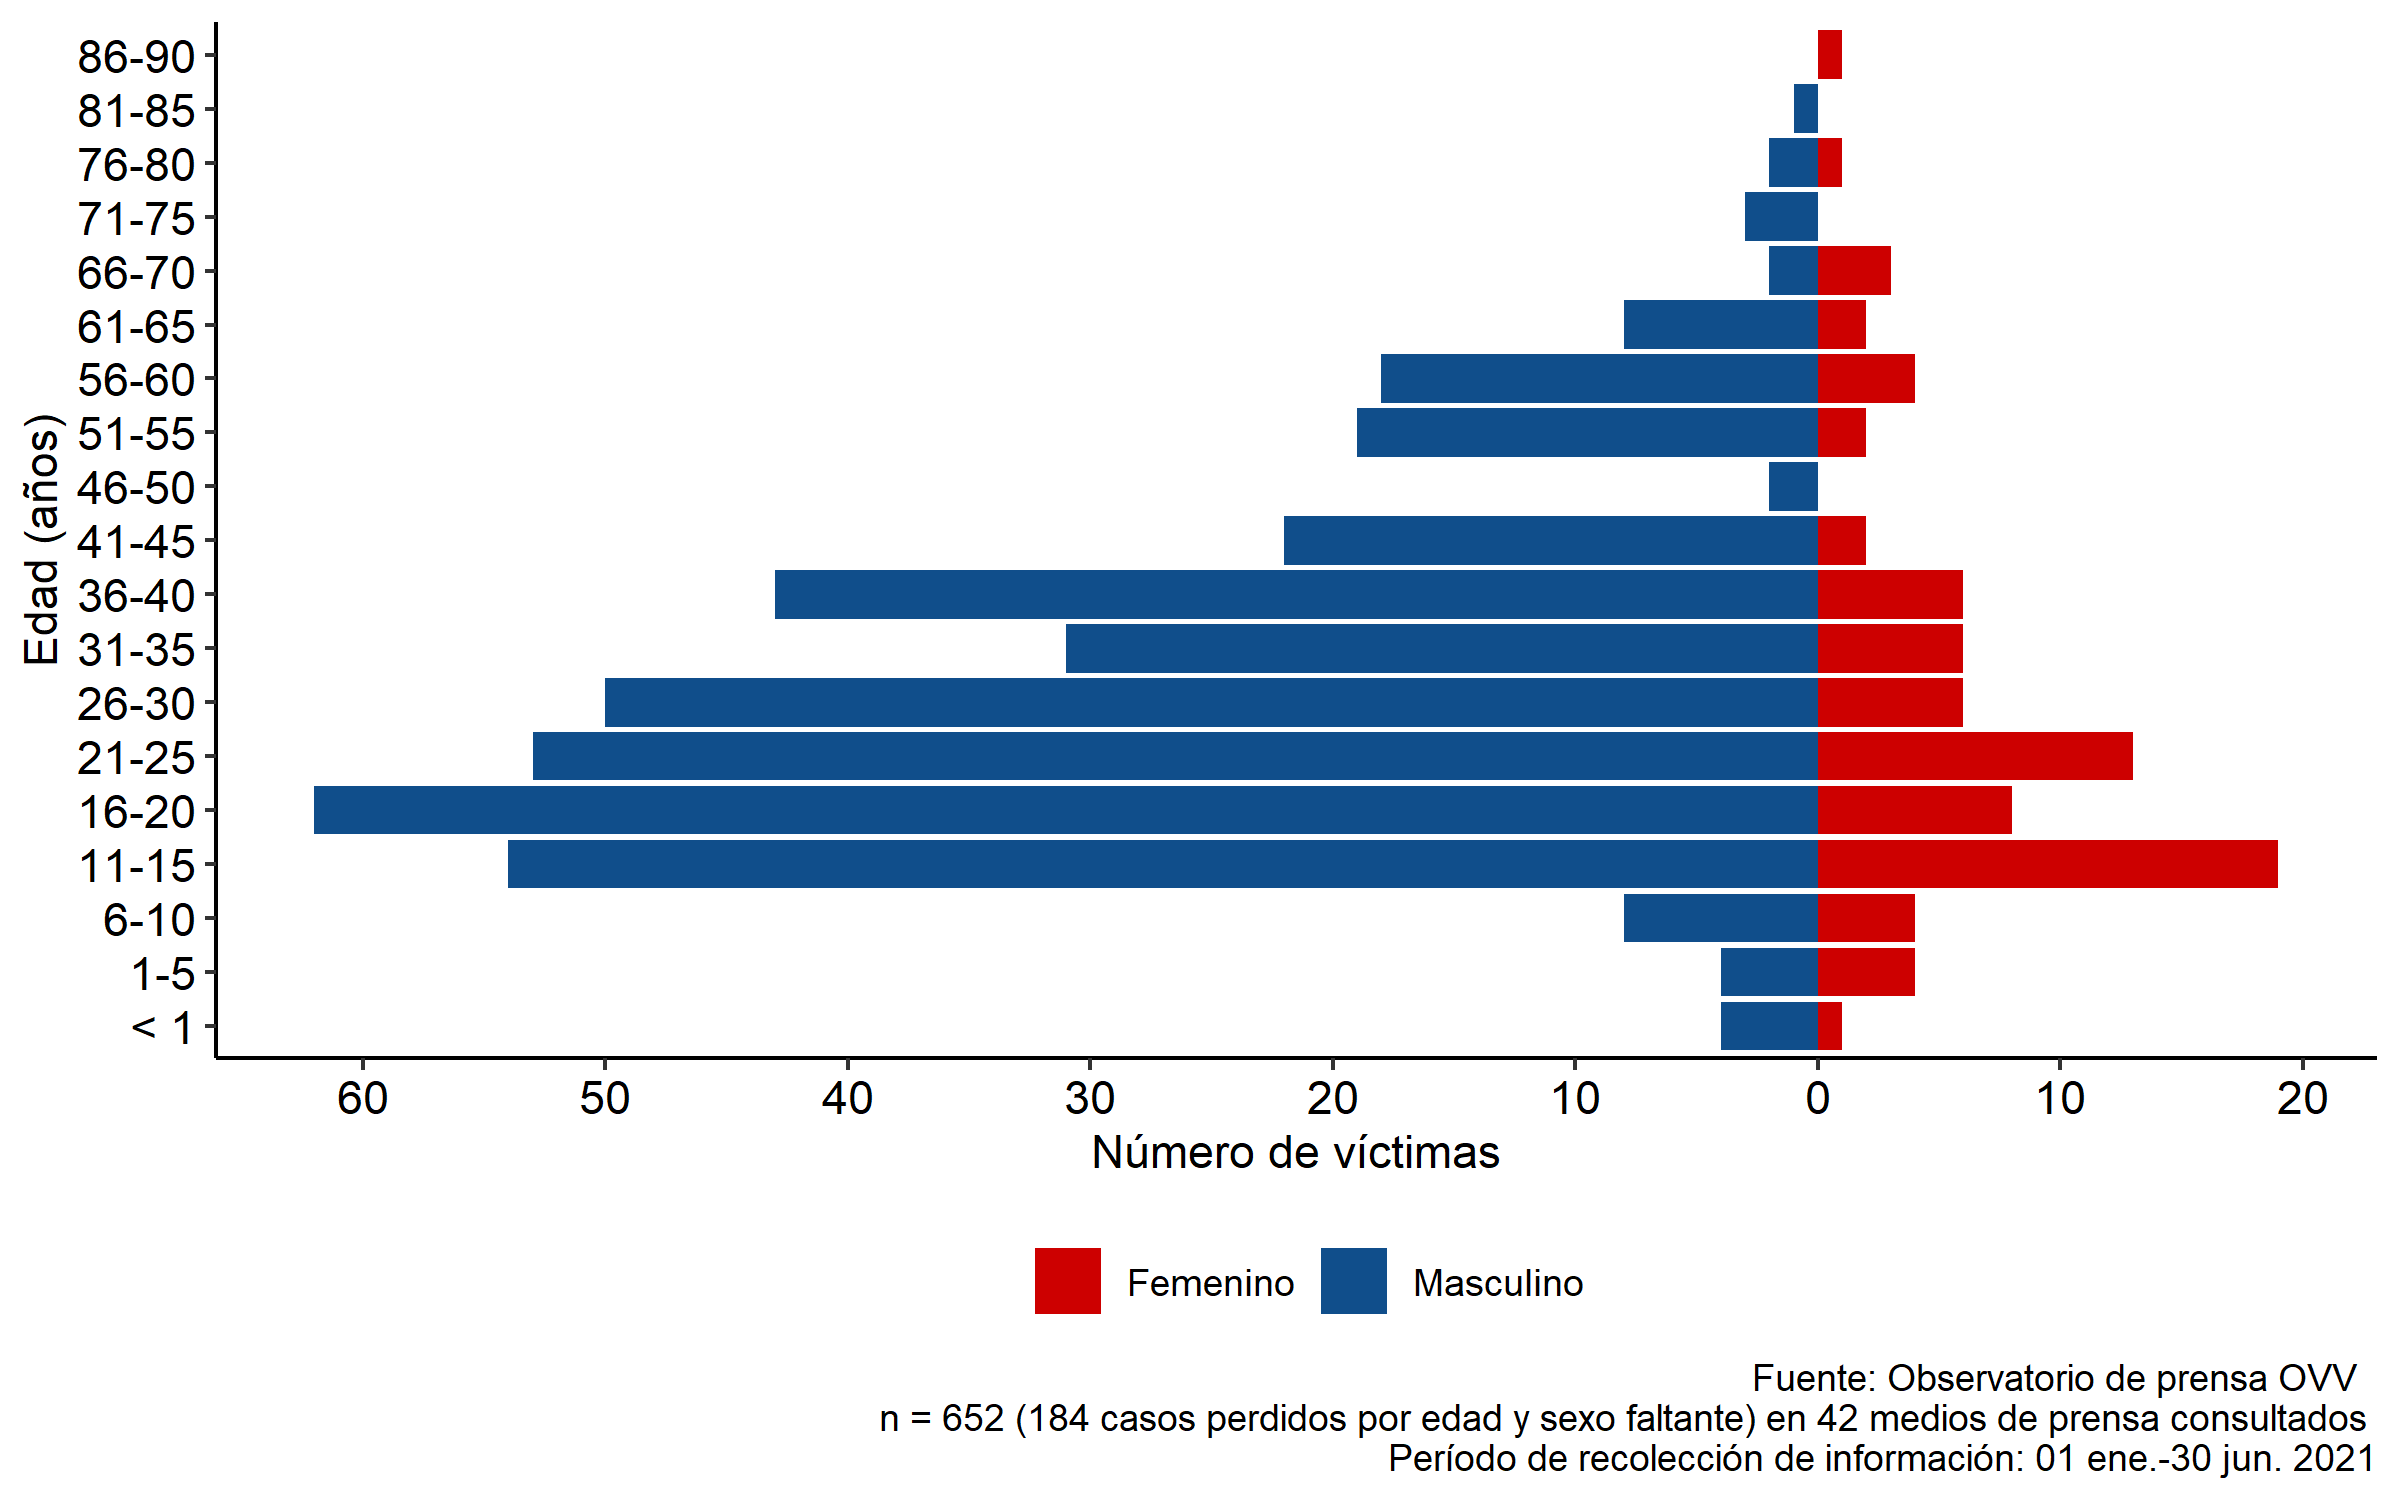 86-90
81-85
76-80
71-75
66-70
61-65
56-60
51-55
46-50
41-45
36-40
31-35
26-30
21-25
16-20
11-15
6-10
1-5
< 1
Edad (años)
60 50 40 30 20 10 0 10 20
Número de víctimas
Femenino Masculino
Fuente: Observatorio de prensa OVV
n = 652 (184 casos perdidos por edad y sexo faltante) en 42 medios de prensa consultados
Período de recolección de información: 01 ene.-30 jun. 2021